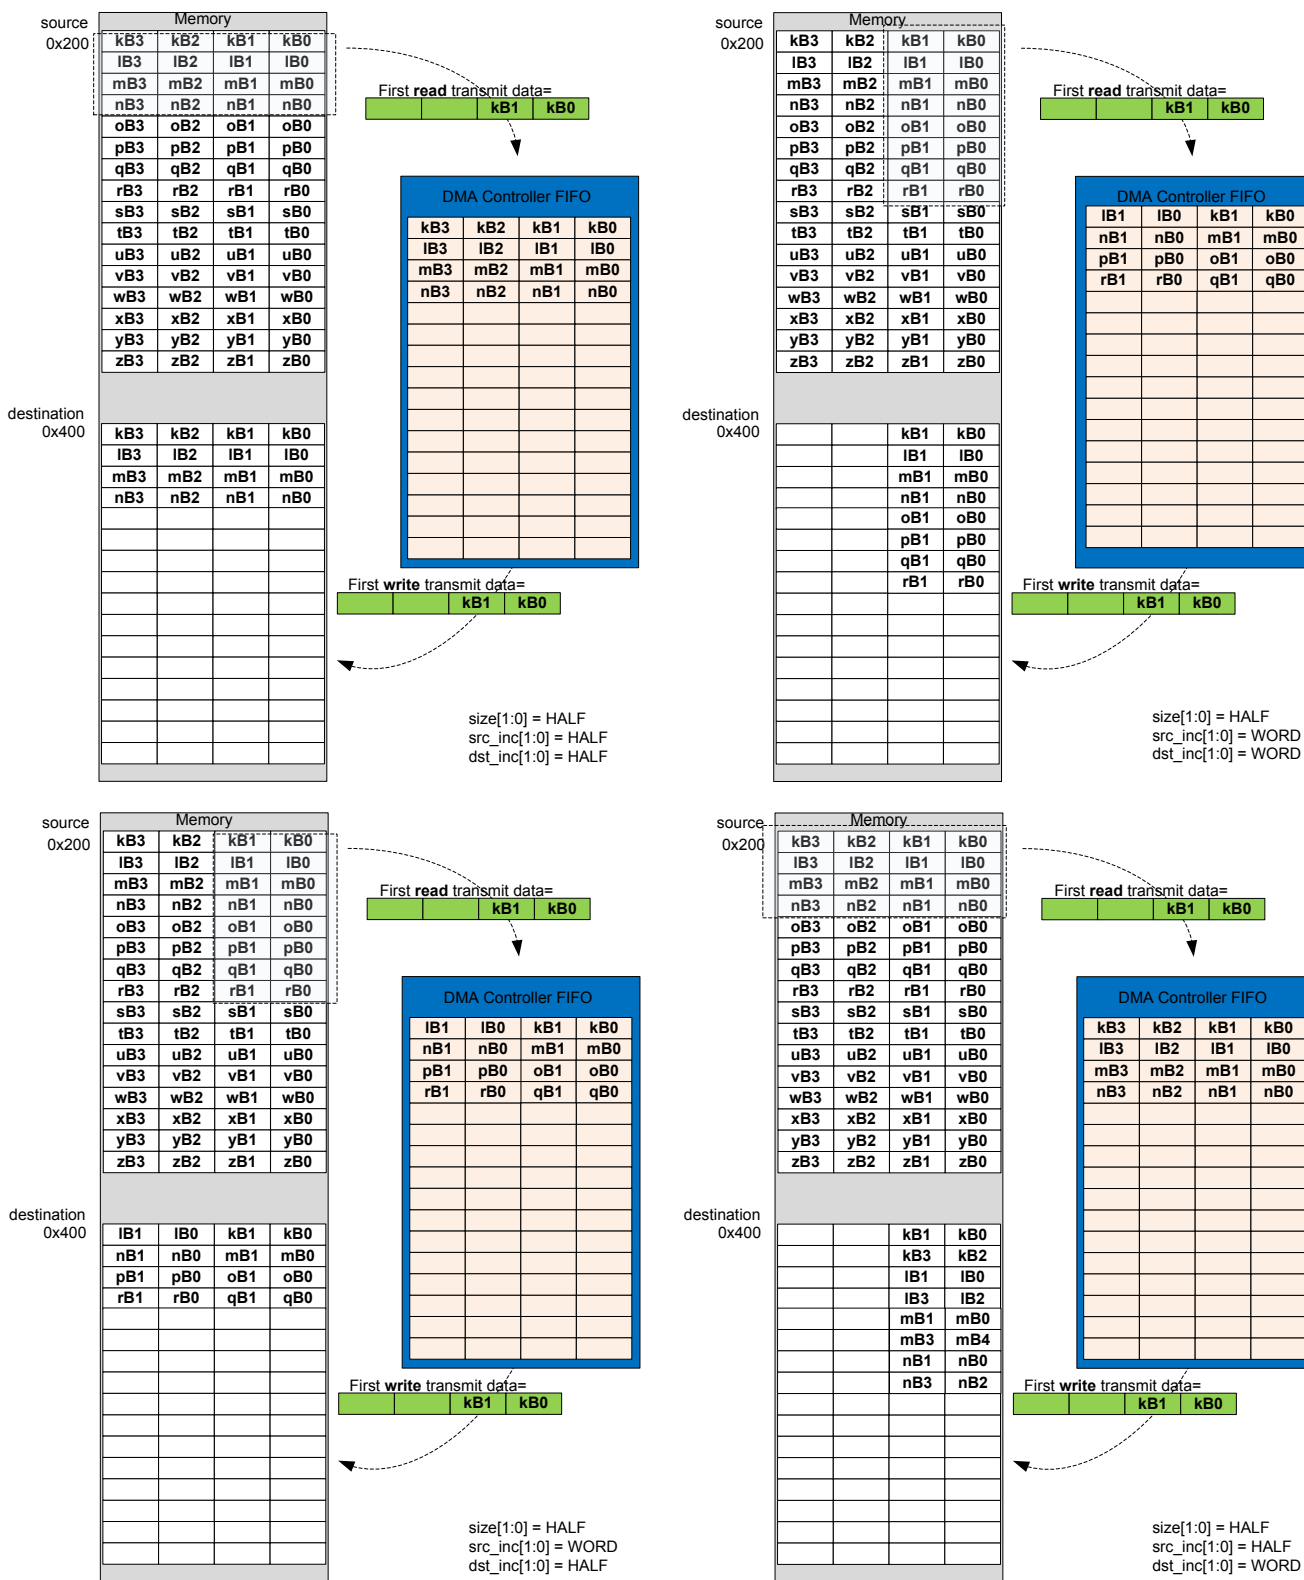 Memory
source
0x200
kB3 kB2 kB1 kB0
lB3 lB2 lB1 lB0
mB3 mB2 mB1 mB0
nB3 nB2 nB1 nB0
oB3 oB2 oB1 oB0
pB3 pB2 pB1 pB0
qB3 qB2 qB1 qB0
rB3 rB2 rB1 rB0
sB3 sB2 sB1 sB0
tB3 tB2 tB1 tB0
uB3 uB2 uB1 uB0
vB3 vB2 vB1 vB0
wB3 wB2 wB1 wB0
xB3 xB2 xB1 xB0
yB3 yB2 yB1 yB0
zB3 zB2 zB1 zB0
destination
0x400
kB3 kB2 kB1 kB0
lB3 lB2 lB1 lB0
mB3 mB2 mB1 mB0
nB3 nB2 nB1 nB0
First read transmit data=
kB1 kB0
DMA Controller FIFO
kB3 kB2 kB1 kB0
lB3 lB2 lB1 lB0
mB3 mB2 mB1 mB0
nB3 nB2 nB1 nB0
First write transmit data=
kB1 kB0
size[1:0] = HALF
src_inc[1:0] = HALF
dst_inc[1:0] = HALF
Memory
source
0x200
kB3 kB2 kB1 kB0
lB3 lB2 lB1 lB0
mB3 mB2 mB1 mB0
nB3 nB2 nB1 nB0
oB3 oB2 oB1 oB0
pB3 pB2 pB1 pB0
qB3 qB2 qB1 qB0
rB3 rB2 rB1 rB0
sB3 sB2 sB1 sB0
tB3 tB2 tB1 tB0
uB3 uB2 uB1 uB0
vB3 vB2 vB1 vB0
wB3 wB2 wB1 wB0
xB3 xB2 xB1 xB0
yB3 yB2 yB1 yB0
zB3 zB2 zB1 zB0
destination
0x400
kB1 kB0
lB1 lB0
mB1 mB0
nB1 nB0
oB1 oB0
pB1 pB0
qB1 qB0
rB1 rB0
First read transmit data=
kB1 kB0
DMA Controller FIFO
lB1 lB0 kB1 kB0
nB1 nB0 mB1 mB0
pB1 pB0 oB1 oB0
rB1 rB0 qB1 qB0
First write transmit data=
kB1 kB0
size[1:0] = HALF
src_inc[1:0] = WORD
dst_inc[1:0] = WORD
Memory
source
0x200
kB3 kB2 kB1 kB0
lB3 lB2 lB1 lB0
mB3 mB2 mB1 mB0
nB3 nB2 nB1 nB0
oB3 oB2 oB1 oB0
pB3 pB2 pB1 pB0
qB3 qB2 qB1 qB0
rB3 rB2 rB1 rB0
sB3 sB2 sB1 sB0
tB3 tB2 tB1 tB0
uB3 uB2 uB1 uB0
vB3 vB2 vB1 vB0
wB3 wB2 wB1 wB0
xB3 xB2 xB1 xB0
yB3 yB2 yB1 yB0
zB3 zB2 zB1 zB0
destination
0x400
lB1 lB0 kB1 kB0
nB1 nB0 mB1 mB0
pB1 pB0 oB1 oB0
rB1 rB0 qB1 qB0
First read transmit data=
kB1 kB0
DMA Controller FIFO
lB1 lB0 kB1 kB0
nB1 nB0 mB1 mB0
pB1 pB0 oB1 oB0
rB1 rB0 qB1 qB0
First write transmit data=
kB1 kB0
size[1:0] = HALF
src_inc[1:0] = WORD
dst_inc[1:0] = HALF
Memory
source
0x200
kB3 kB2 kB1 kB0
lB3 lB2 lB1 lB0
mB3 mB2 mB1 mB0
nB3 nB2 nB1 nB0
oB3 oB2 oB1 oB0
pB3 pB2 pB1 pB0
qB3 qB2 qB1 qB0
rB3 rB2 rB1 rB0
sB3 sB2 sB1 sB0
tB3 tB2 tB1 tB0
uB3 uB2 uB1 uB0
vB3 vB2 vB1 vB0
wB3 wB2 wB1 wB0
xB3 xB2 xB1 xB0
yB3 yB2 yB1 yB0
zB3 zB2 zB1 zB0
destination
0x400
kB1 kB0
kB3 kB2
lB1 lB0
lB3 lB2
mB1 mB0
mB3 mB4
nB1 nB0
nB3 nB2
First read transmit data=
kB1 kB0
DMA Controller FIFO
kB3 kB2 kB1 kB0
lB3 lB2 lB1 lB0
mB3 mB2 mB1 mB0
nB3 nB2 nB1 nB0
First write transmit data=
kB1 kB0
size[1:0] = HALF
src_inc[1:0] = HALF
dst_inc[1:0] = WORD